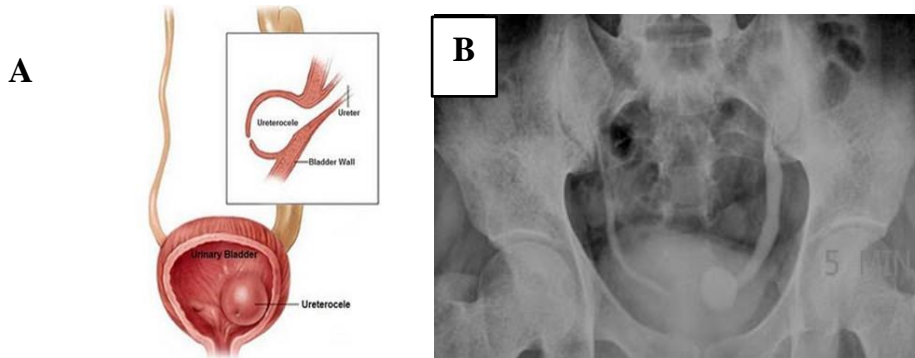 A
Ureterocele
Ureter
Bladder Wall
Urinary Bladder
Ureterocele
B
5 MIN